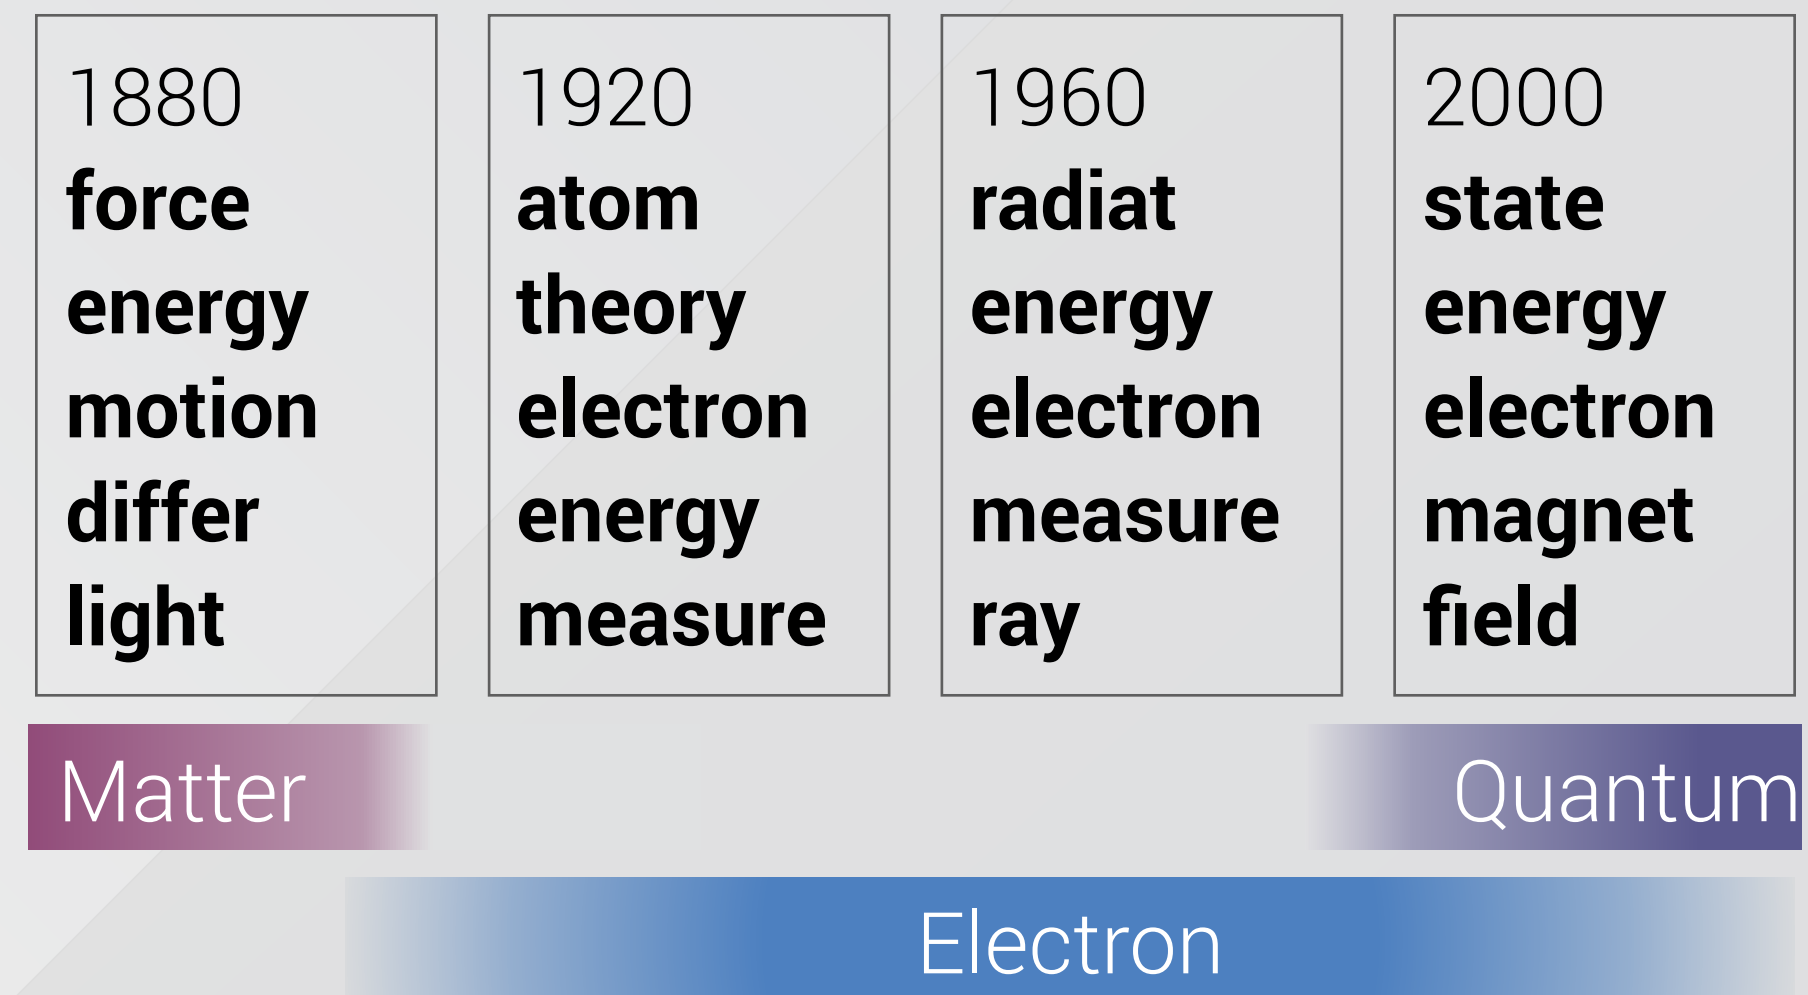 1880
force
energy
motion
differ
light
1920
atom
theory
electron
energy
measure
1960
radiat
energy
electron
measure
ray
2000
state
energy
electron
magnet
field
Matter
Quantum
Electron